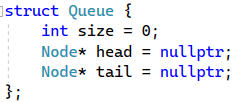 struct Queue {
    int size = 0;
    Node* head = nullptr;
    Node* tail = nullptr;
};